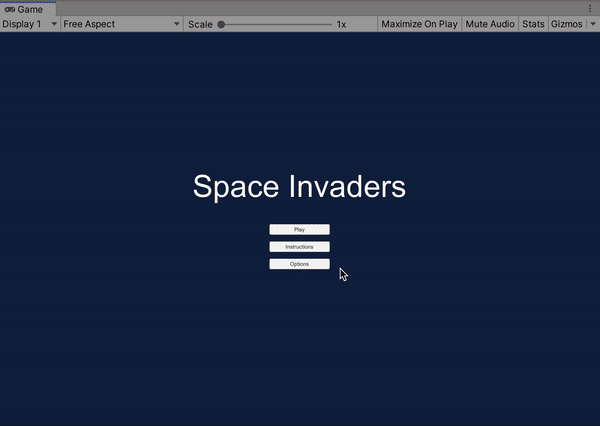 Game
Display 1 Free Aspect Scale 1x Maximize On Play Mute Audio Stats Gizmos
Space Invaders
Play
Instructions
Options